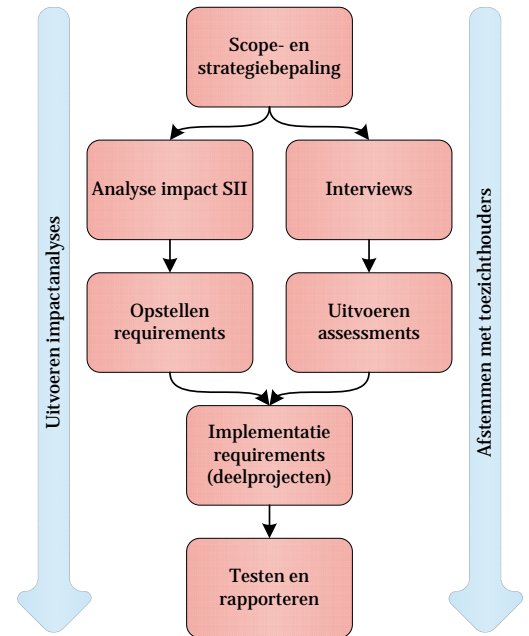 Scope- en
strategiebepaling
Analyse impact SII
Interviews
Opstellen
requirements
Uitvoeren
assessments
Implementatie
requirements
(deelprojecten)
Testen en
rapporteren
Uitvoeren impactanalyses
Afstemmen met toezichthouders